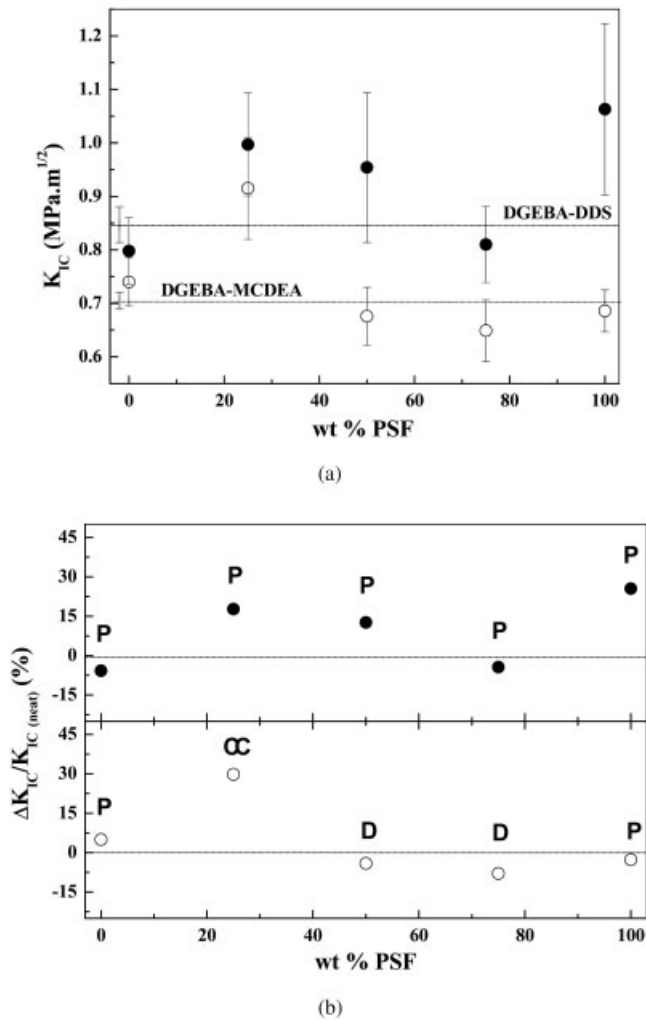 1.2
1.1
1.0
0.9
0.8
0.7
0.6
K_IC (MPa.m^1/2)
DGEBA-DDS
DGEBA-MCDEA
0 20 40 60 80 100
wt % PSF
(a)
45
30
15
0
-15
P P P P P
45
30
15
0
-15
P CC D D P
ΔK_IC/K_IC (neat) (%)
0 20 40 60 80 100
wt % PSF
(b)